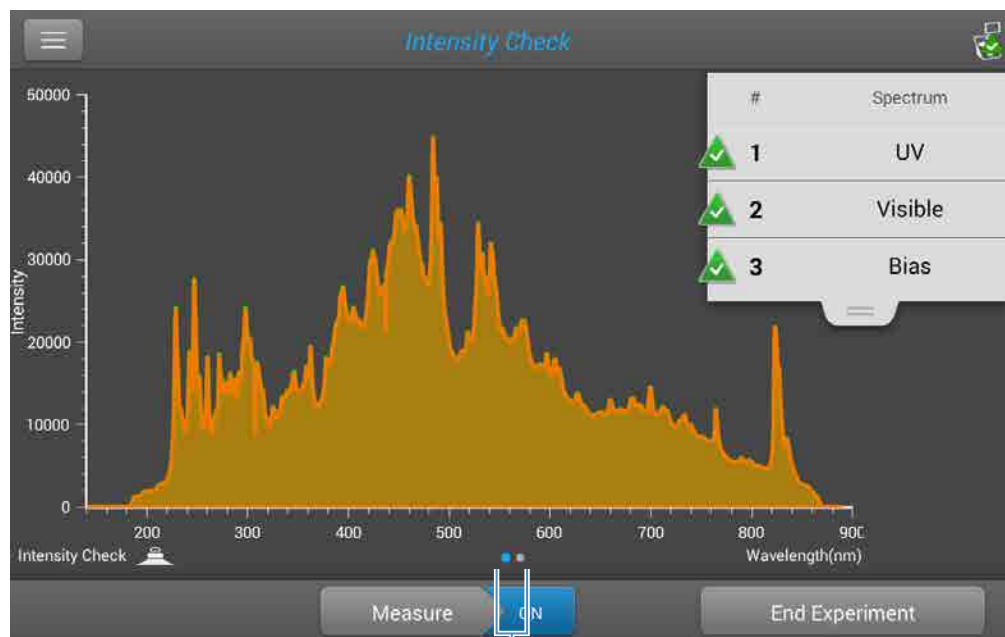 Intensity Check
# Spectrum
1 UV
2 Visible
3 Bias
Intensity
50000
40000
30000
20000
10000
0
200 300 400 500 600 700 800 900
Intensity Check
Wavelength(nm)
Measure ON End Experiment